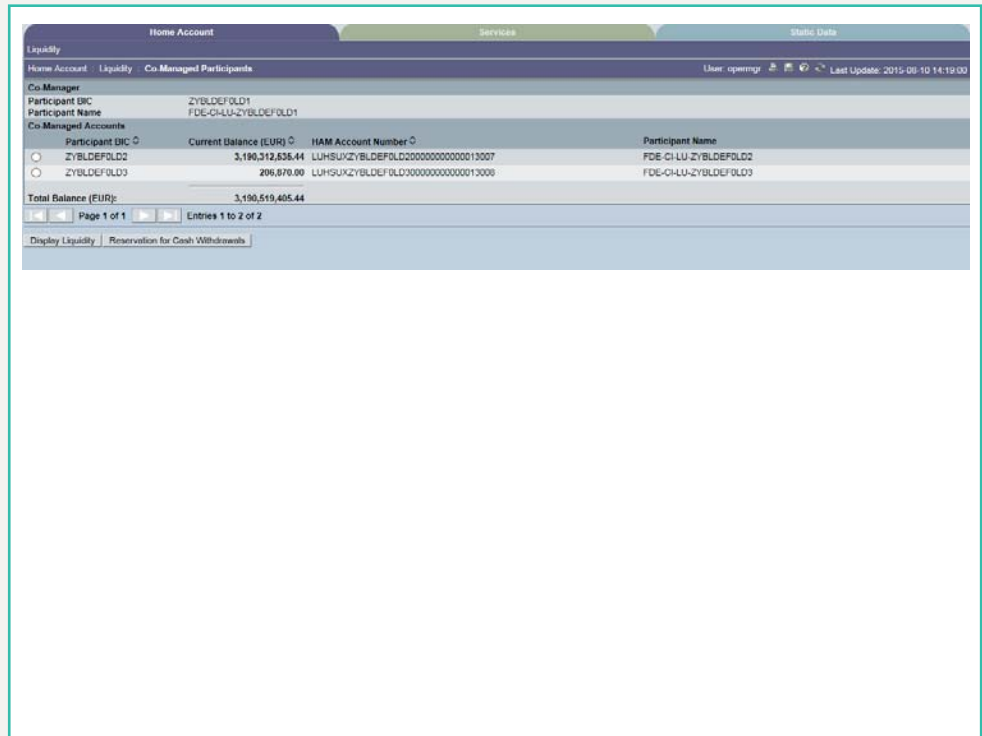 Home Account Services Static Data
Liquidity
Home Account : Liquidity : Co-Managed Participants User: opermgr Last Update: 2015-08-10 14:19:00
Co-Manager
Participant BIC ZYBLDEF0LD1
Participant Name FDE-CI-LU-ZYBLDEF0LD1
Co-Managed Accounts
Participant BIC Current Balance (EUR) HAM Account Number Participant Name
ZYBLDEF0LD2 3,190,312,535.44 LUHSUXZYBLDEF0LD200000000000013007 FDE-CI-LU-ZYBLDEF0LD2
ZYBLDEF0LD3 206,870.00 LUHSUXZYBLDEF0LD300000000000013008 FDE-CI-LU-ZYBLDEF0LD3
Total Balance (EUR): 3,190,519,405.44
Page 1 of 1 Entries 1 to 2 of 2
Display Liquidity Reservation for Cash Withdrawals